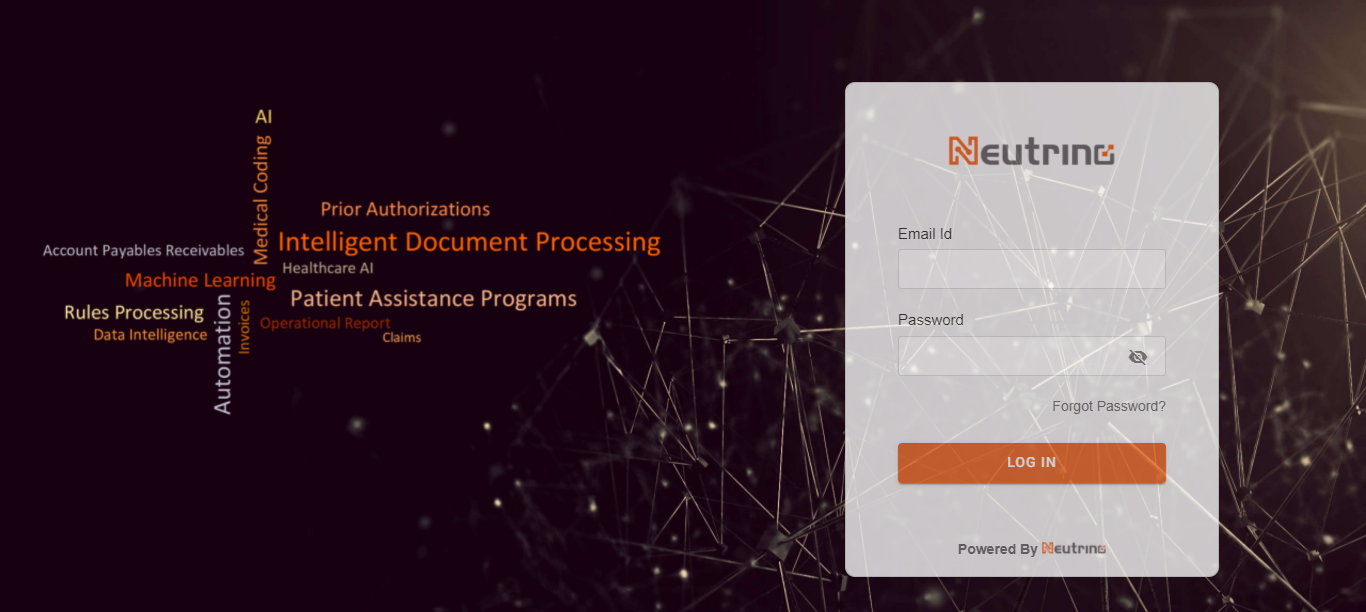 AI
Medical Coding
Prior Authorizations
Intelligent Document Processing
Account Payables Receivables
Healthcare AI
Machine Learning
Patient Assistance Programs
Rules Processing
Automation
Invoices
Operational Report
Data Intelligence
Claims
Neutrino
Email Id
Password
Forgot Password?
LOG IN
Powered By Neutrino